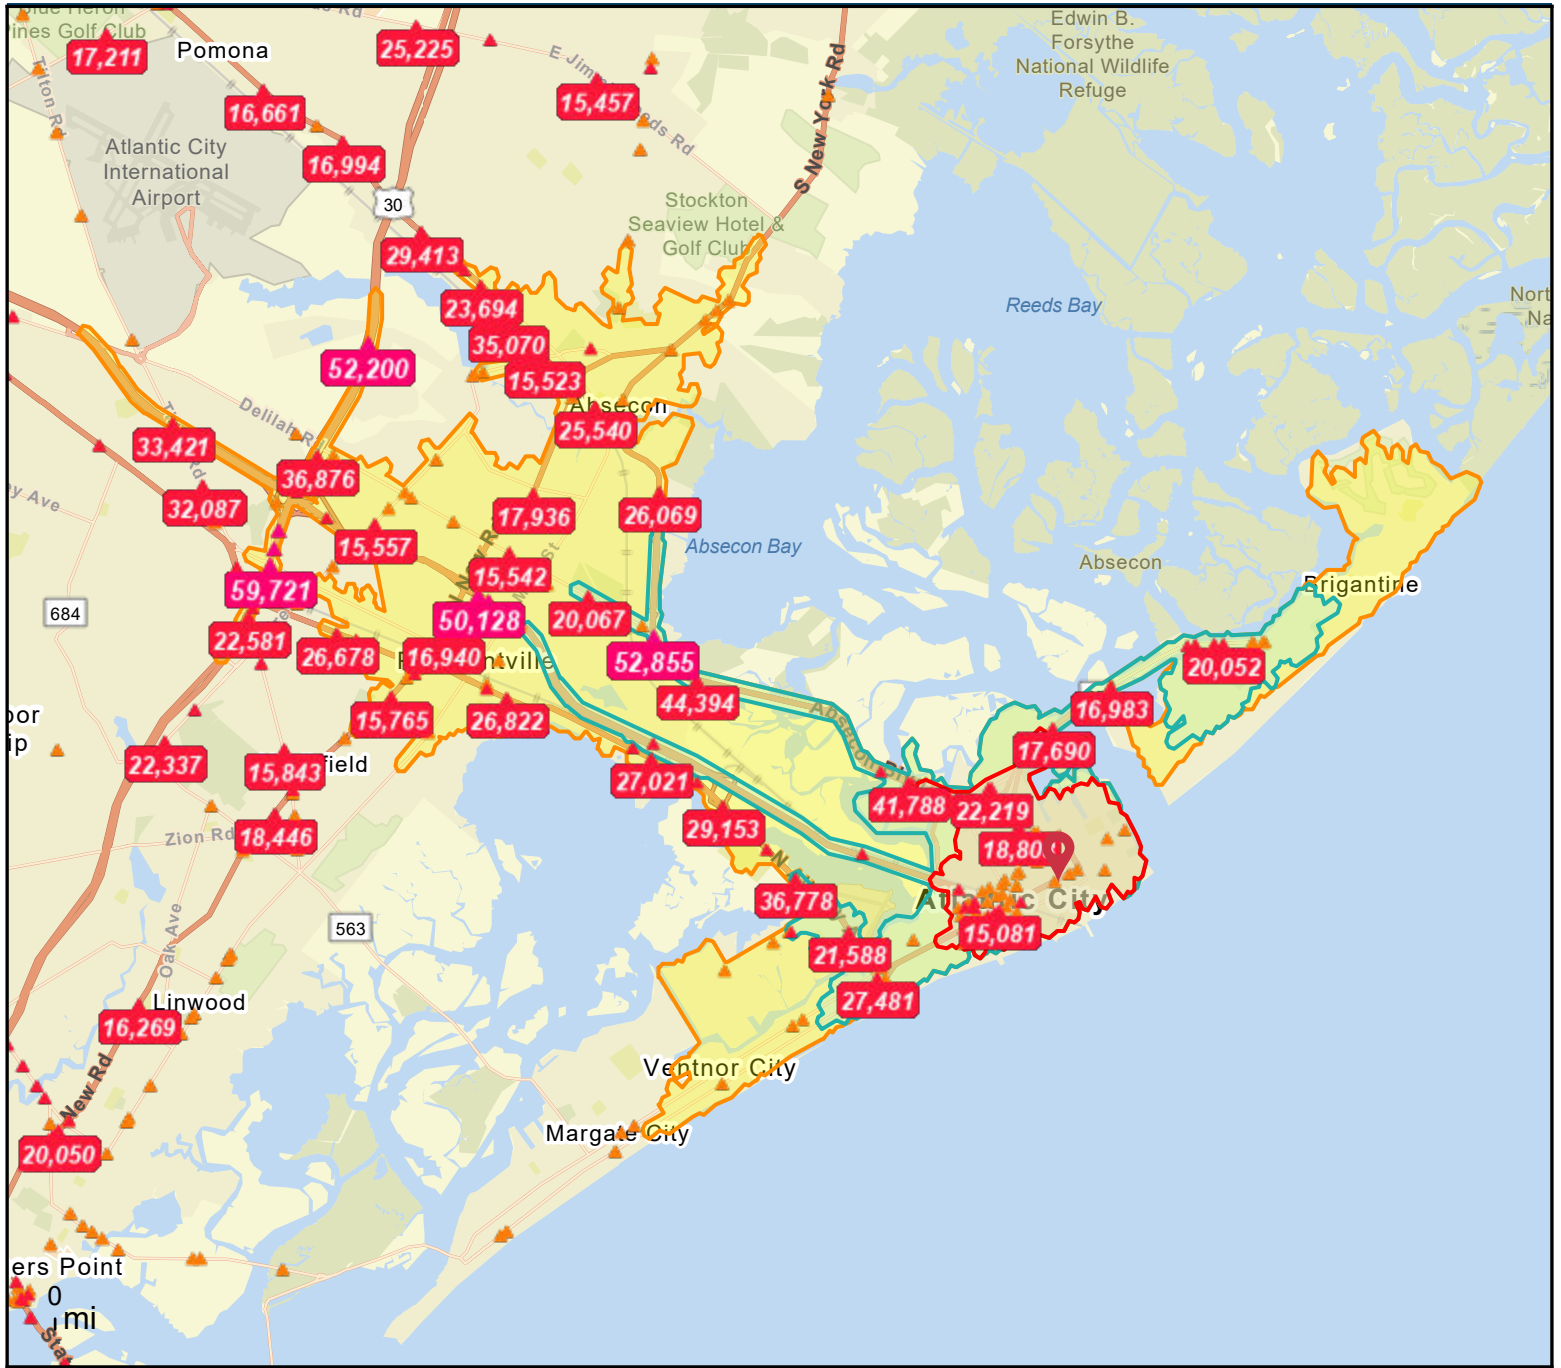 Blue Heron
Pines Golf Club
17,211
Pomona
25,225
Rd
Edwin B.
Forsythe
National Wildlife
Refuge
Tilton Rd
16,661
15,457
S New York Rd
16,994
Atlantic City
International
Airport
30
Stockton
Seaview Hotel &
Golf Club
29,413
23,694
Reeds Bay
35,070
52,200
15,523
Absecon
Delilah
33,421
25,540
36,876
32,087
17,936
26,069
15,557
Absecon Bay
15,542
Absecon
59,721
Brigantine
684
50,128
20,067
22,581
26,678
16,940
52,855
20,052
44,394
16,983
15,765
26,822
22,337
15,843
field
17,690
27,021
41,788
22,219
Zion Rd
18,446
29,153
36,778
Atlantic City
563
15,081
Oak Ave
21,588
27,481
Linwood
16,269
New Rd
Ventnor City
Margate City
20,050
ers Point
0
mi